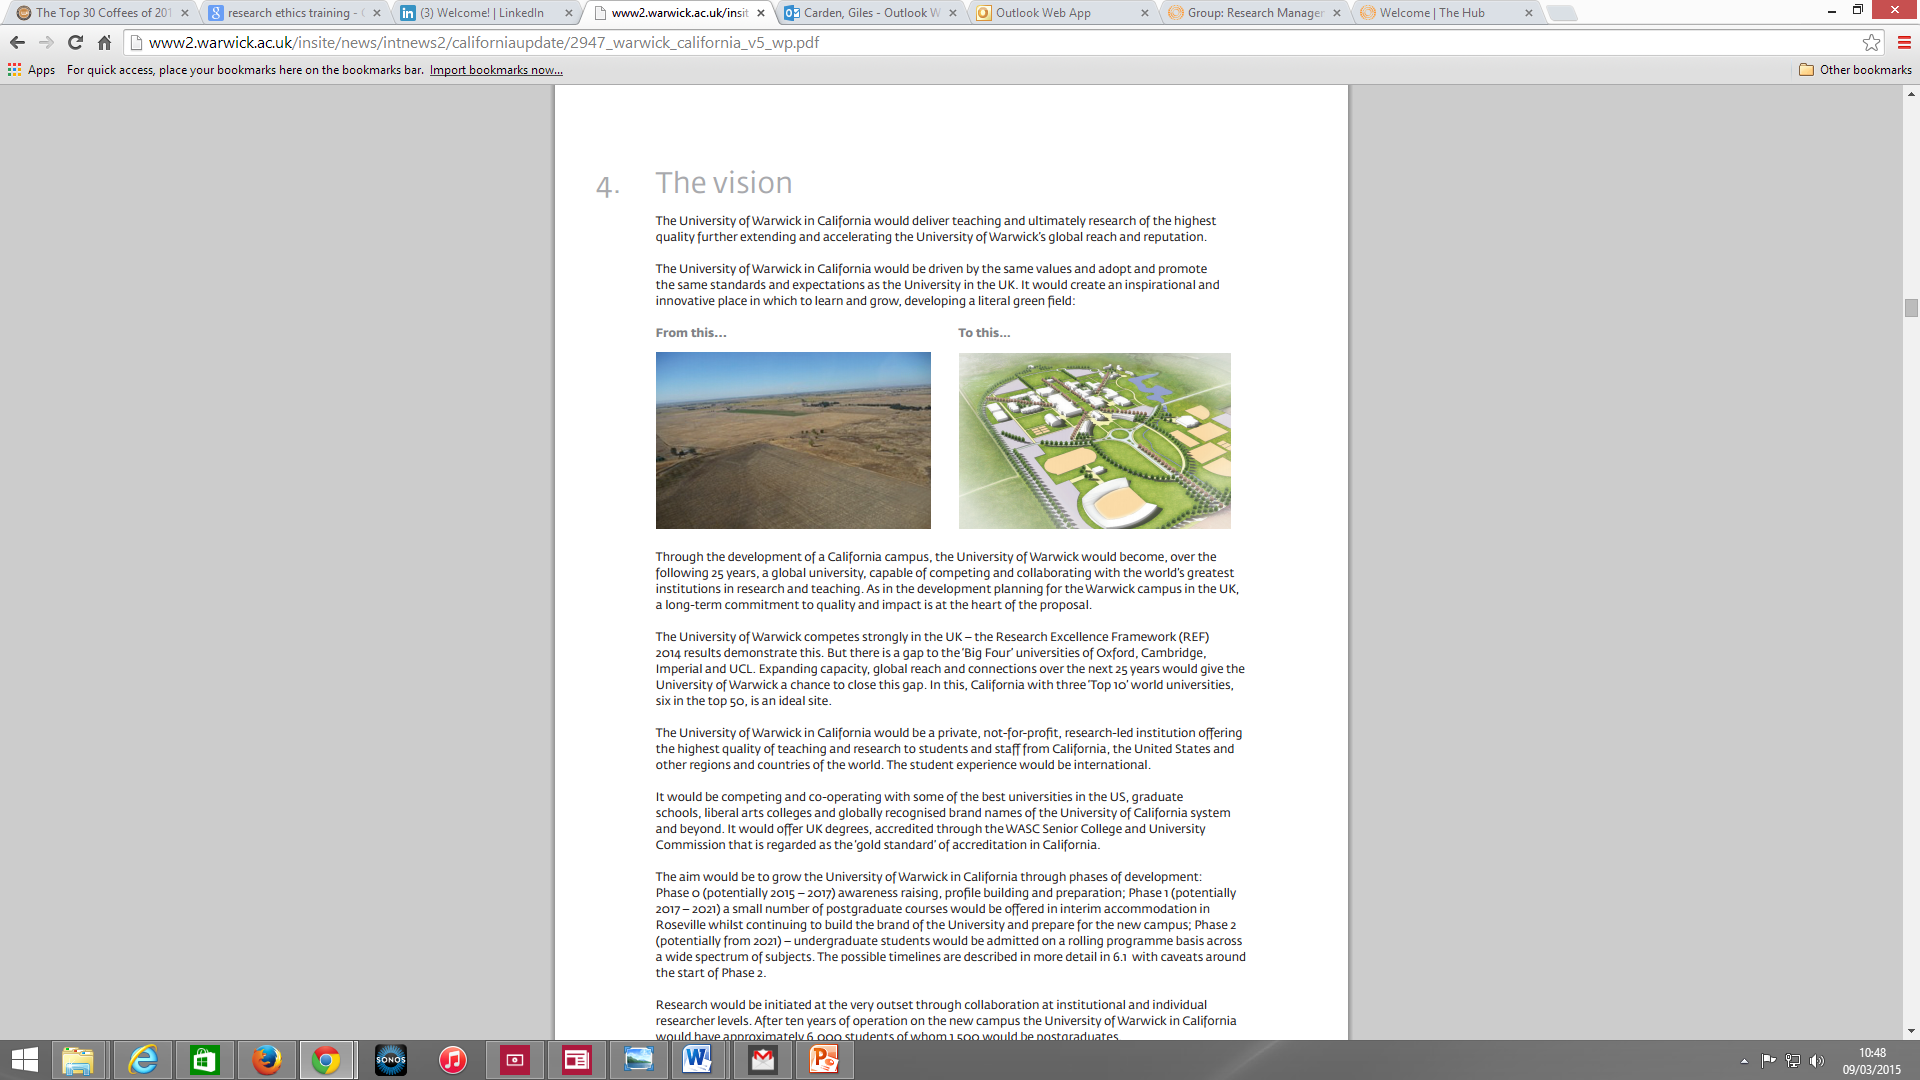 The Top 30 Coffees of 201
research ethics training - G
(3) Welcome! | LinkedIn
www2.warwick.ac.uk/insit
Carden, Giles - Outlook W
Outlook Web App
Group: Research Manager
Welcome | The Hub
www2.warwick.ac.uk/insite/news/intnews2/californiaupdate/2947_warwick_california_v5_wp.pdf
Apps For quick access, place your bookmarks here on the bookmarks bar. Import bookmarks now...
Other bookmarks
4. The vision
The University of Warwick in California would deliver teaching and ultimately research of the highest
quality further extending and accelerating the University of Warwick's global reach and reputation.
The University of Warwick in California would be driven by the same values and adopt and promote
the same standards and expectations as the University in the UK. It would create an inspirational and
innovative place in which to learn and grow, developing a literal green field:
From this...
To this...
Through the development of a California campus, the University of Warwick would become, over the
following 25 years, a global university, capable of competing and collaborating with the world's greatest
institutions in research and teaching. As in the development planning for the Warwick campus in the UK,
a long-term commitment to quality and impact is at the heart of the proposal.
The University of Warwick competes strongly in the UK – the Research Excellence Framework (REF)
2014 results demonstrate this. But there is a gap to the 'Big Four' universities of Oxford, Cambridge,
Imperial and UCL. Expanding capacity, global reach and connections over the next 25 years would give the
University of Warwick a chance to close this gap. In this, California with three 'Top 10' world universities,
six in the top 50, is an ideal site.
The University of Warwick in California would be a private, not-for-profit, research-led institution offering
the highest quality of teaching and research to students and staff from California, the United States and
other regions and countries of the world. The student experience would be international.
It would be competing and co-operating with some of the best universities in the US, graduate
schools, liberal arts colleges and globally recognised brand names of the University of California system
and beyond. It would offer UK degrees, accredited through the WASC Senior College and University
Commission that is regarded as the 'gold standard' of accreditation in California.
The aim would be to grow the University of Warwick in California through phases of development:
Phase 0 (potentially 2015 – 2017) awareness raising, profile building and preparation; Phase 1 (potentially
2017 – 2021) a small number of postgraduate courses would be offered in interim accommodation in
Roseville whilst continuing to build the brand of the University and prepare for the new campus; Phase 2
(potentially from 2021) – undergraduate students would be admitted on a rolling programme basis across
a wide spectrum of subjects. The possible timelines are described in more detail in 6.1 with caveats around
the start of Phase 2.
Research would be initiated at the very outset through collaboration at institutional and individual
researcher levels. After ten years of operation on the new campus the University of Warwick in California
would have approximately 6,000 students of whom 1,500 would be postgraduates.
SONOS
10:48
09/03/2015